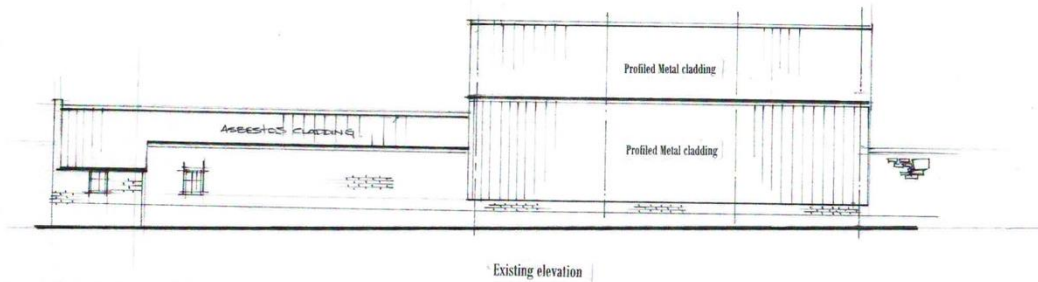 Profiled Metal cladding
ASBESTOS CLADDING
Profiled Metal cladding
Existing elevation